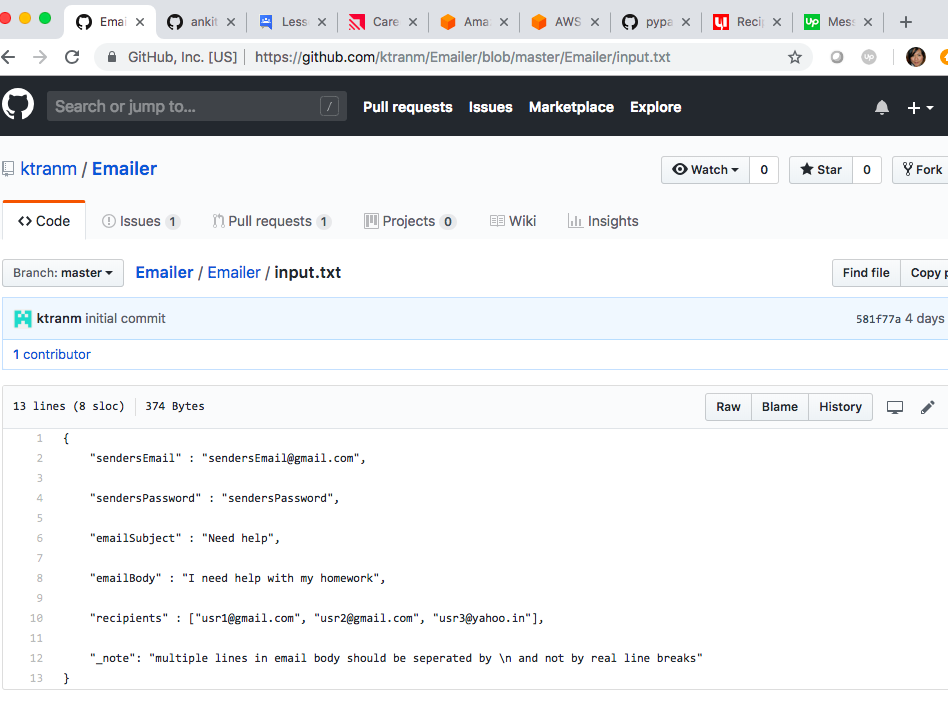 Emai ankit Less Care Ama AWS pypa Recip Mess
GitHub, Inc. [US] https://github.com/ktranm/Emailer/blob/master/Emailer/input.txt
Search or jump to... / Pull requests Issues Marketplace Explore
ktranm / Emailer Watch 0 Star 0 Fork
Code Issues 1 Pull requests 1 Projects 0 Wiki Insights
Branch: master Emailer / Emailer / input.txt Find file Copy p
ktranm initial commit 581f77a 4 days
1 contributor
13 lines (8 sloc) 374 Bytes Raw Blame History
1 {
2 "sendersEmail" : "sendersEmail@gmail.com",
3
4 "sendersPassword" : "sendersPassword",
5
6 "emailSubject" : "Need help",
7
8 "emailBody" : "I need help with my homework",
9
10 "recipients" : ["usr1@gmail.com", "usr2@gmail.com", "usr3@yahoo.in"],
11
12 "_note": "multiple lines in email body should be seperated by \n and not by real line breaks"
13 }